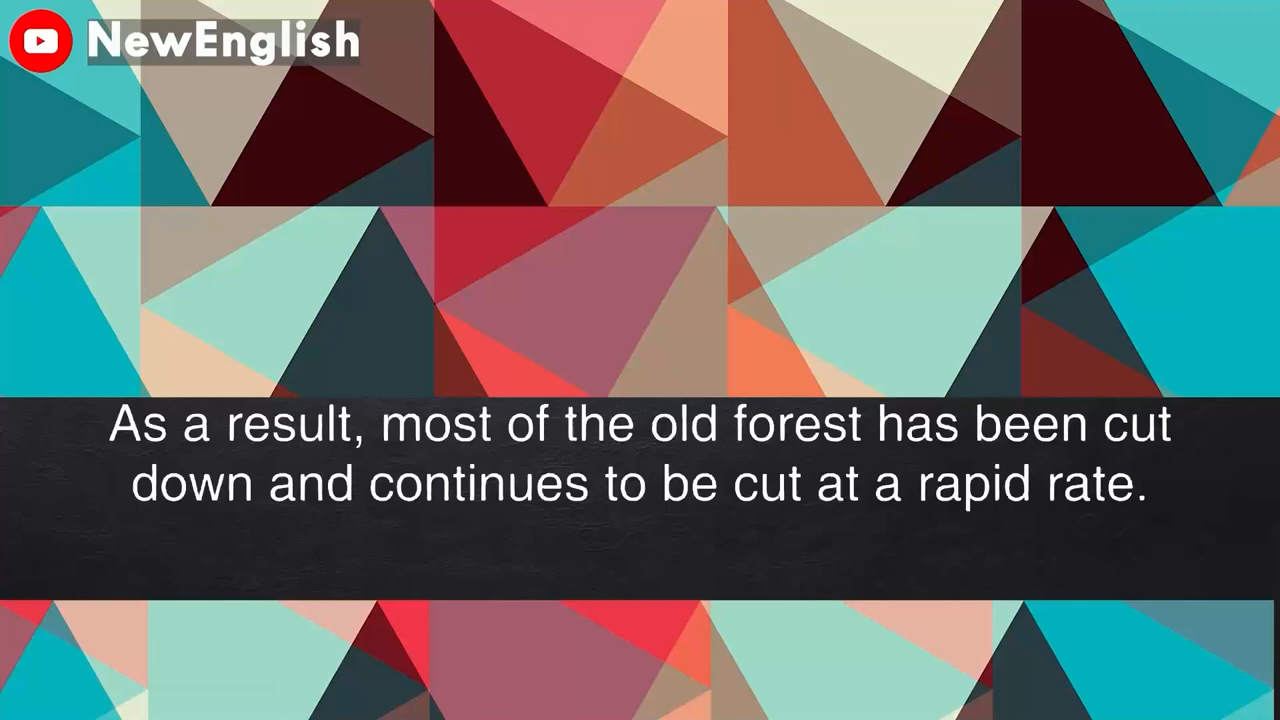 NewEnglish
As a result, most of the old forest has been cut
down and continues to be cut at a rapid rate.